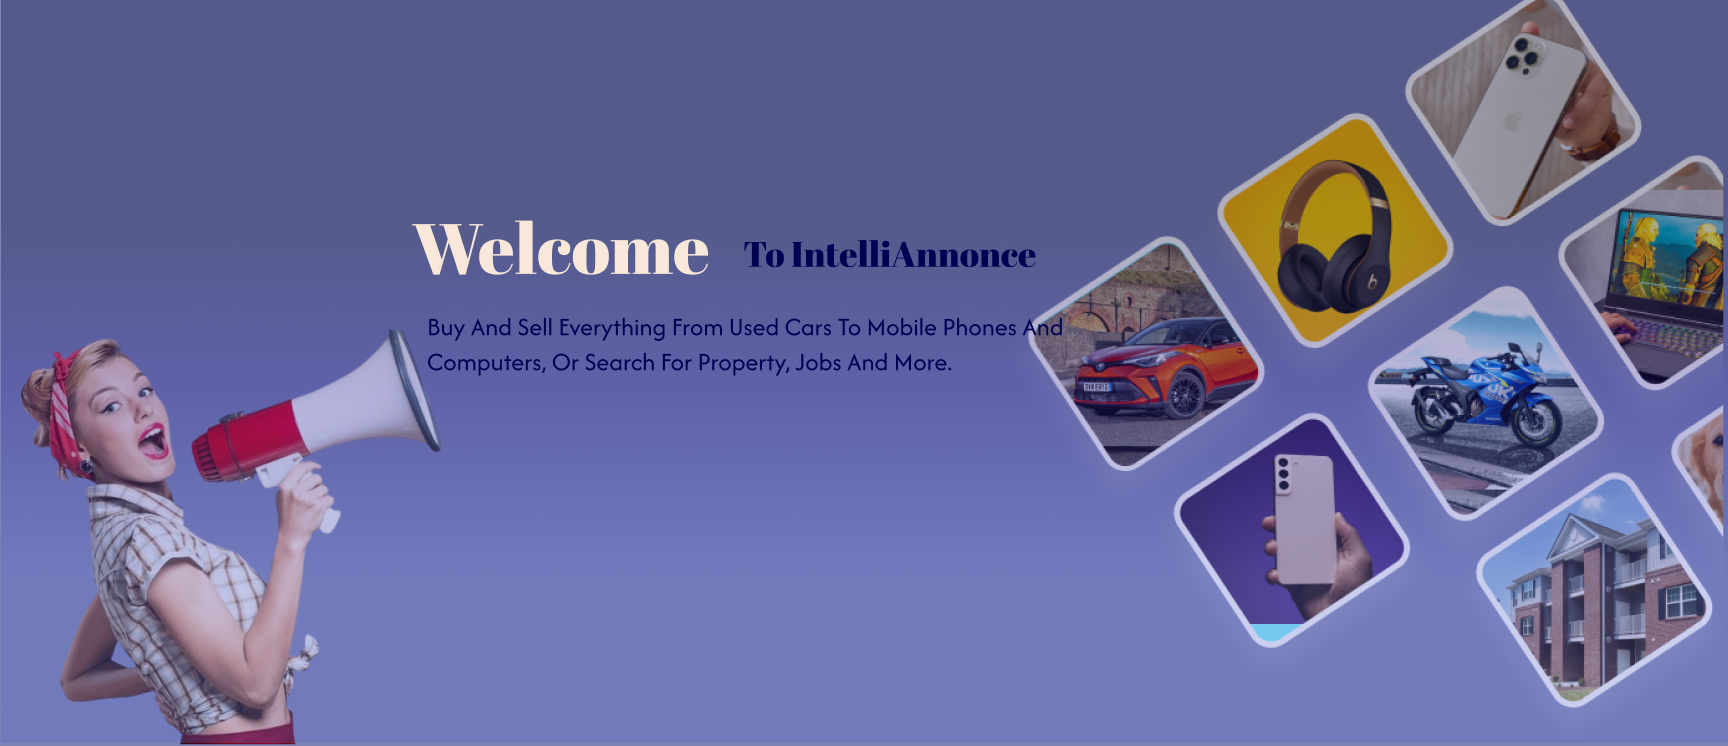 Welcome To IntelliAnnonce
Buy And Sell Everything From Used Cars To Mobile Phones And
Computers, Or Search For Property, Jobs And More.
SUZUKI
b